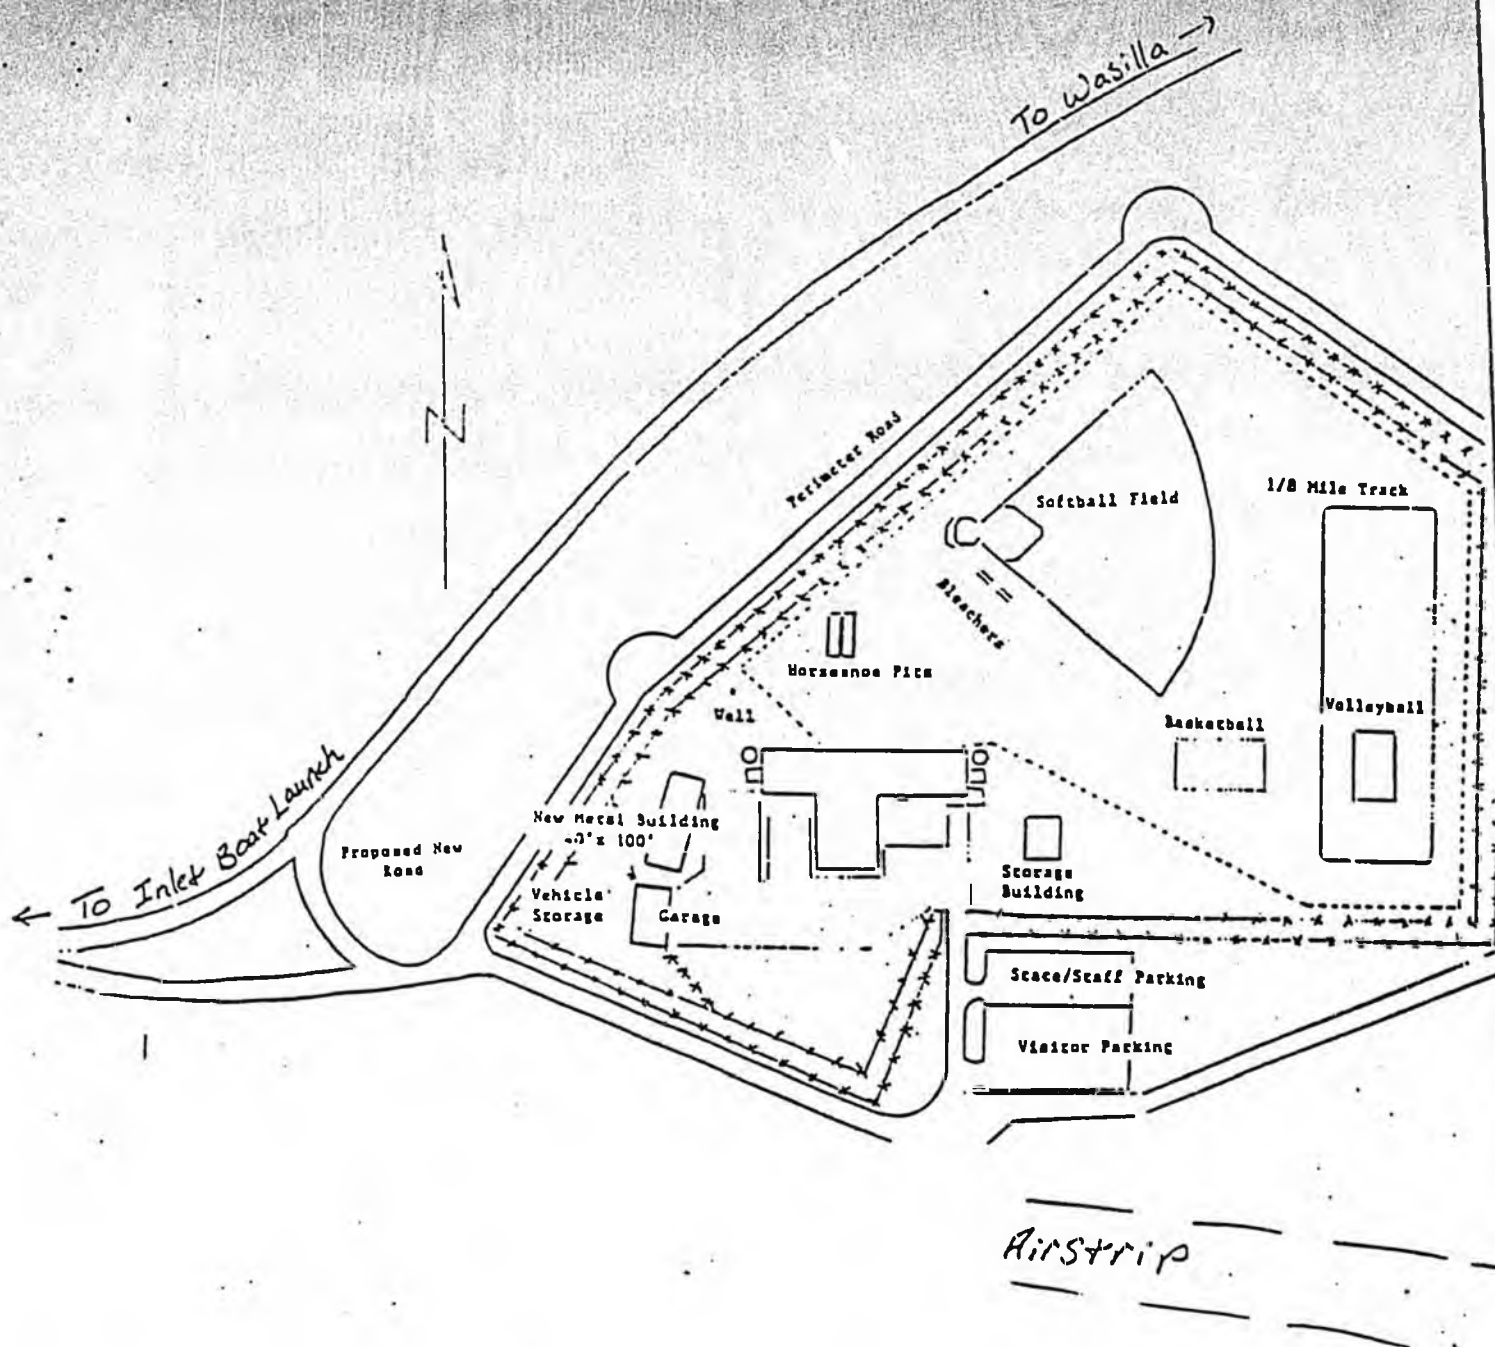 To Wasilla →
N
Perimeter Road
Softball Field
1/8 Mile Track
Bleachers
Horseshoe Pits
Well
Volleyball
Basketball
← To Inlet Boat Launch
New Metal Building
40'x 100'
Proposed New
Road
Storage
Building
Vehicle
Storage
Garage
State/Staff Parking
Visitor Parking
Airstrip